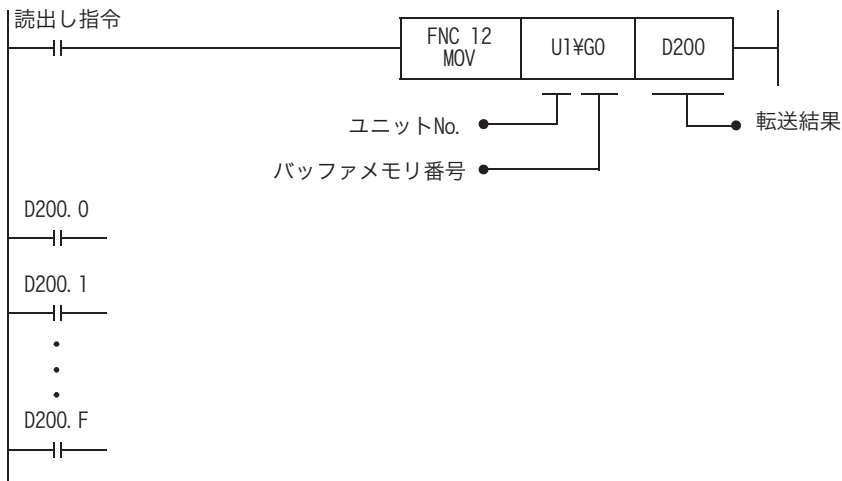 読出し指令
FNC 12
MOV
U1¥G0
D200
ユニットNo.
転送結果
バッファメモリ番号
D200.0
D200.1
D200.F